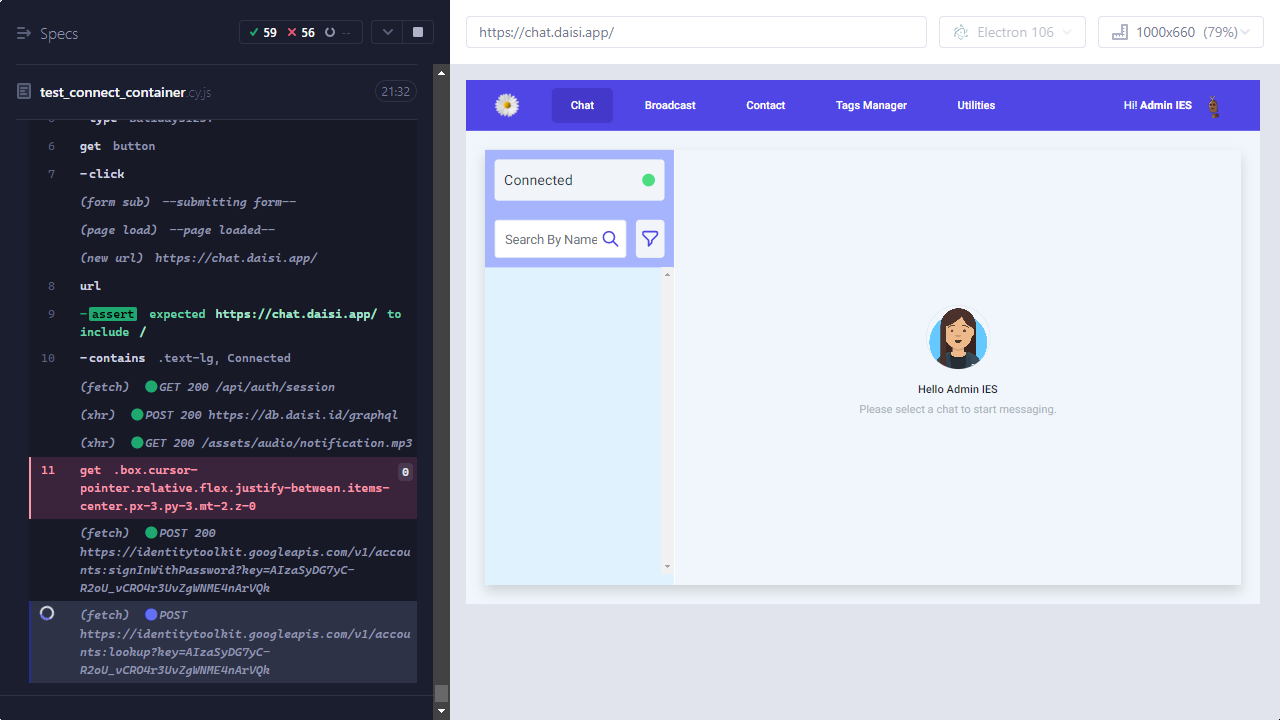 Specs
59
56
--
https://chat.daisi.app/
Electron 106
1000x660 (79%)
test_connect_container.cy.js
21:32
6 get button
7 -click
(form sub) --submitting form--
(page load) --page loaded--
(new url) https://chat.daisi.app/
8 url
9 -assert expected https://chat.daisi.app/ to
include /
10 -contains .text-lg, Connected
(fetch) GET 200 /api/auth/session
(xhr) POST 200 https://db.daisi.id/graphql
(xhr) GET 200 /assets/audio/notification.mp3
11 get .box.cursor- 0
pointer.relative.flex.justify-between.items-
center.px-3.py-3.mt-2.z-0
(fetch) POST 200
https://identitytoolkit.googleapis.com/v1/accou
nts:signInWithPassword?key=AIzaSyDG7yC-
R2oU_vCRO4r3UvZgWNME4nArVQk
(fetch) POST
https://identitytoolkit.googleapis.com/v1/accou
nts:lookup?key=AIzaSyDG7yC-
R2oU_vCRO4r3UvZgWNME4nArVQk
Chat
Broadcast
Contact
Tags Manager
Utilities
Hi! Admin IES
Connected
Search By Name
Hello Admin IES
Please select a chat to start messaging.